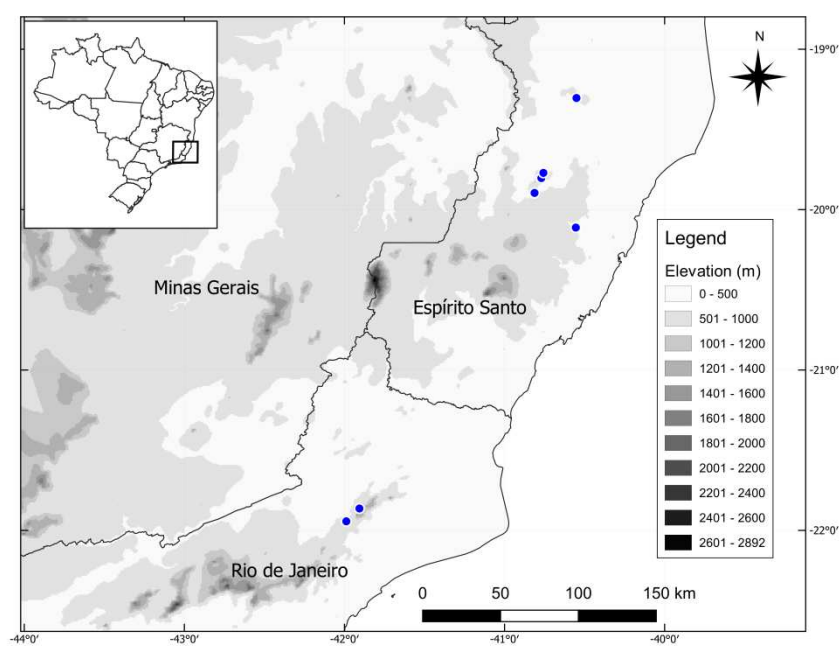 N
-19°0'
-20°0'
-21°0'
-22°0'
Minas Gerais
Espírito Santo
Rio de Janeiro
Legend
Elevation (m)
0 - 500
501 - 1000
1001 - 1200
1201 - 1400
1401 - 1600
1601 - 1800
1801 - 2000
2001 - 2200
2201 - 2400
2401 - 2600
2601 - 2892
0 50 100 150 km
-44°0' -43°0' -42°0' -41°0' -40°0'